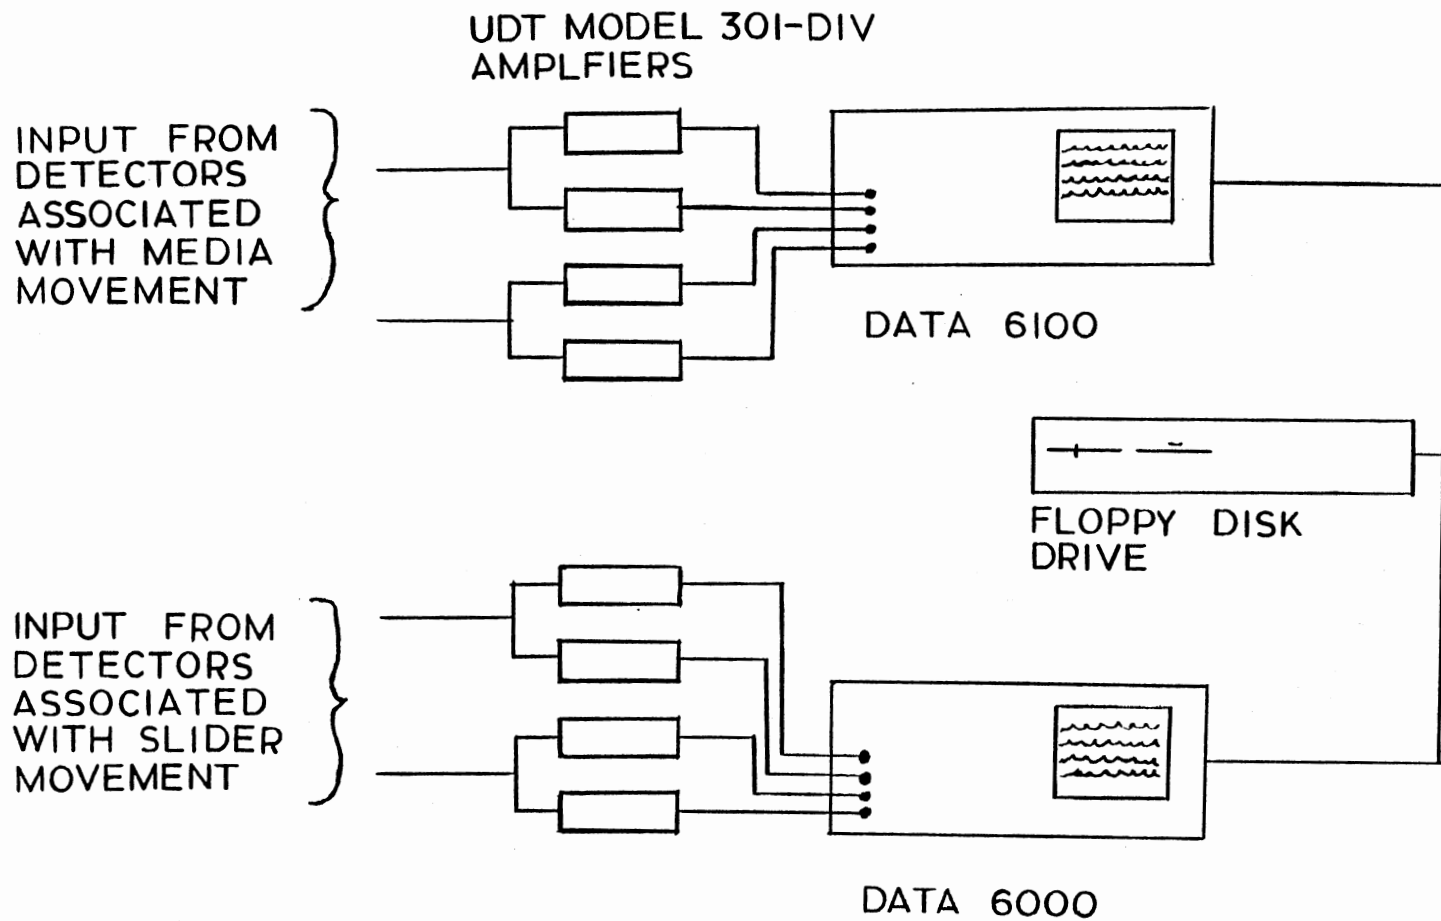 UDT MODEL 301-DIV
AMPLFIERS
INPUT FROM
DETECTORS
ASSOCIATED
WITH MEDIA
MOVEMENT
DATA 6100
FLOPPY DISK
DRIVE
INPUT FROM
DETECTORS
ASSOCIATED
WITH SLIDER
MOVEMENT
DATA 6000